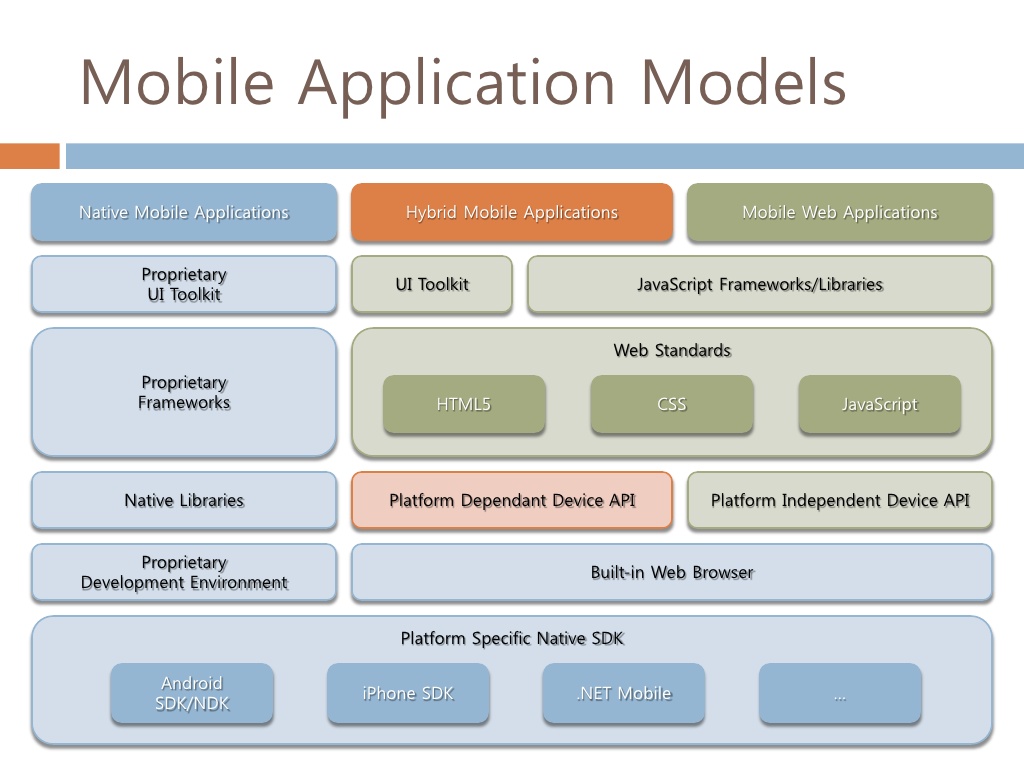 Mobile Application Models
Native Mobile Applications
Hybrid Mobile Applications
Mobile Web Applications
Proprietary
UI Toolkit
UI Toolkit
JavaScript Frameworks/Libraries
Proprietary
Frameworks
Web Standards
HTML5
CSS
JavaScript
Native Libraries
Platform Dependant Device API
Platform Independent Device API
Proprietary
Development Environment
Built-in Web Browser
Platform Specific Native SDK
Android
SDK/NDK
iPhone SDK
.NET Mobile
...